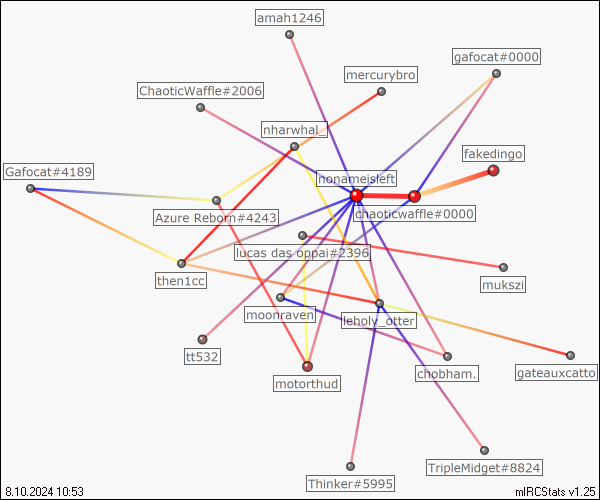 amah1246
gafocat#0000
mercurybro
ChaoticWaffle#2006
nharwhal_
fakedingo
Gafocat#4189
nonameisleft
Azure Reborn#4243
chaoticwaffle#0000
lucas das oppai#2396
then1cc
mukszi
moonraven
leholy_otter
tt532
motorthud
chobham.
gateauxcatto
TripleMidget#8824
Thinker#5995
8.10.2024 10:53
mIRCStats v1.25